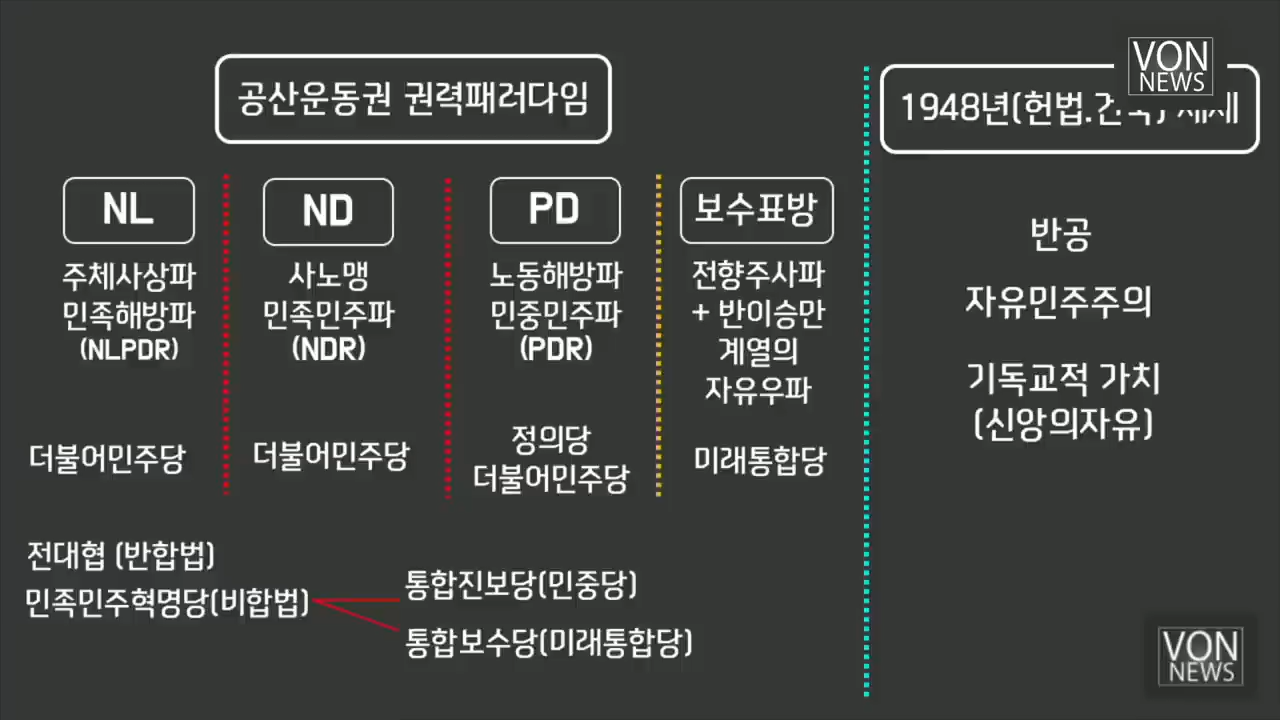 VON
NEWS
공산운동권 권력패러다임
1948년(헌법.건국)체제
NL
ND
PD
보수표방
주체사상파
민족해방파
(NLPDR)
사노맹
민족민주파
(NDR)
노동해방파
민중민주파
(PDR)
전향주사파
+ 반이승만
계열의
자유우파
더불어민주당
더불어민주당
정의당
더불어민주당
미래통합당
반공
자유민주주의
기독교적 가치
(신앙의자유)
전대협 (반합법)
민족민주혁명당(비합법)
통합진보당(민중당)
통합보수당(미래통합당)
VON
NEWS